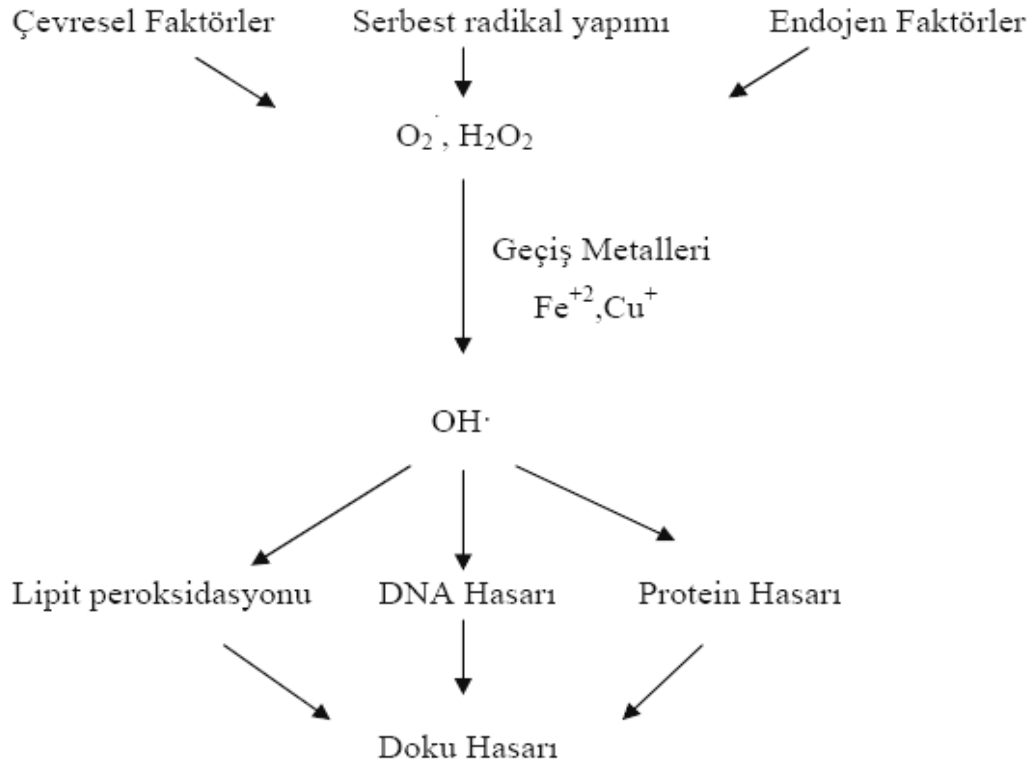 Çevresel Faktörler Serbest radikal yapımı Endojen Faktörler
O₂˙, H₂O₂
Geçiş Metalleri
Fe⁺²,Cu⁺
OH·
Lipit peroksidasyonu DNA Hasarı Protein Hasarı
Doku Hasarı